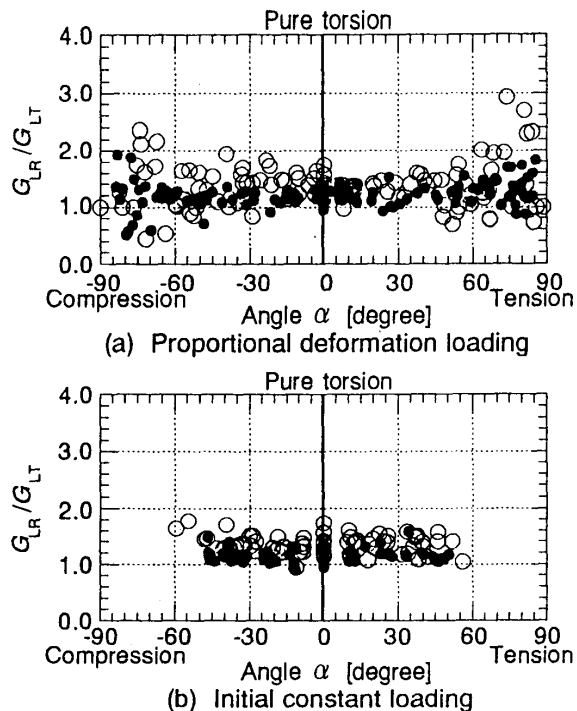 Pure torsion
4.0
3.0
2.0
1.0
0.0
G_LR/G_LT
-90 -60 -30 0 30 60 90
Compression Angle α [degree] Tension
(a) Proportional deformation loading
Pure torsion
4.0
3.0
2.0
1.0
0.0
G_LR/G_LT
-90 -60 -30 0 30 60 90
Compression Angle α [degree] Tension
(b) Initial constant loading